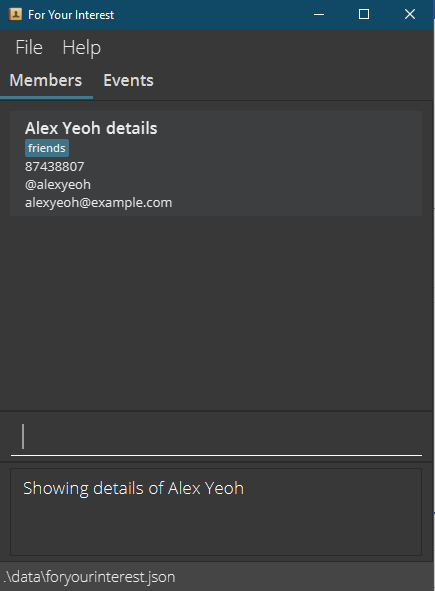 For Your Interest
File Help
Members Events
Alex Yeoh details
friends
87438807
@alexyeoh
alexyeoh@example.com
Showing details of Alex Yeoh
.\data\foryourinterest.json